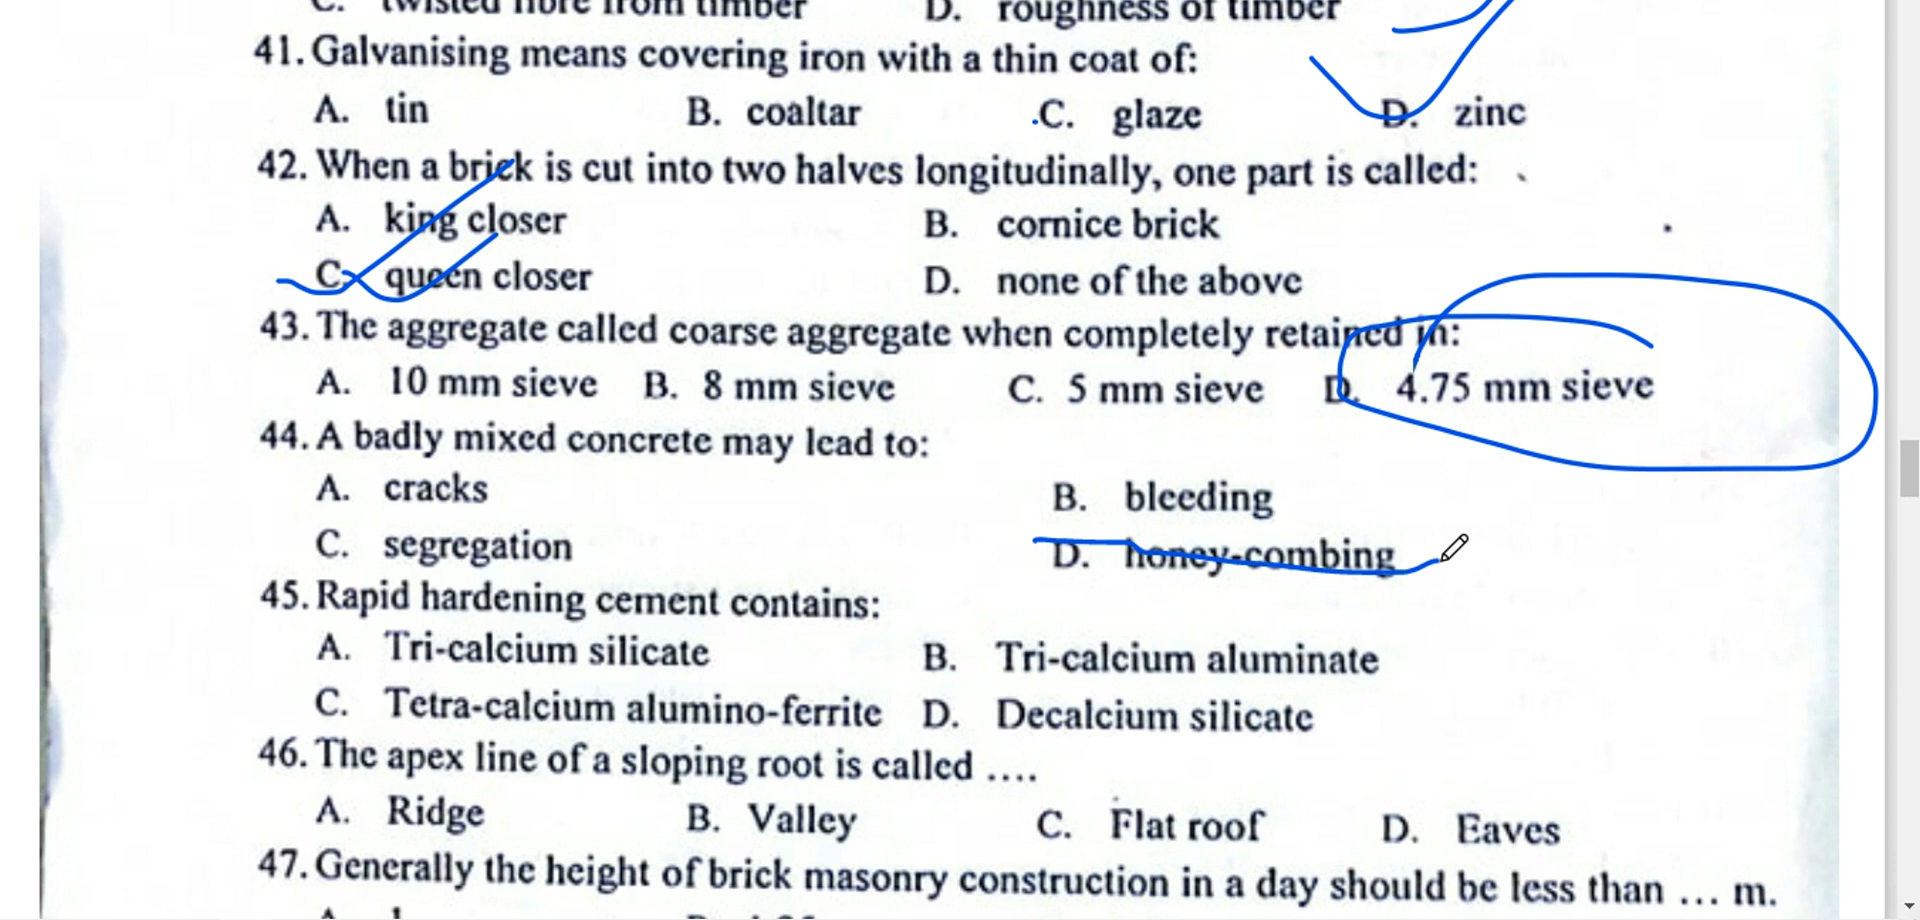 C. twisted fibre from timber D. roughness of timber
41. Galvanising means covering iron with a thin coat of:
A. tin B. coaltar C. glaze D. zinc
42. When a brick is cut into two halves longitudinally, one part is called:
A. king closer B. cornice brick
C. queen closer D. none of the above
43. The aggregate called coarse aggregate when completely retained in:
A. 10 mm sieve B. 8 mm sieve C. 5 mm sieve D. 4.75 mm sieve
44. A badly mixed concrete may lead to:
A. cracks B. bleeding
C. segregation D. honey-combing
45. Rapid hardening cement contains:
A. Tri-calcium silicate B. Tri-calcium aluminate
C. Tetra-calcium alumino-ferrite D. Decalcium silicate
46. The apex line of a sloping root is called ....
A. Ridge B. Valley C. Flat roof D. Eaves
47. Generally the height of brick masonry construction in a day should be less than ... m.